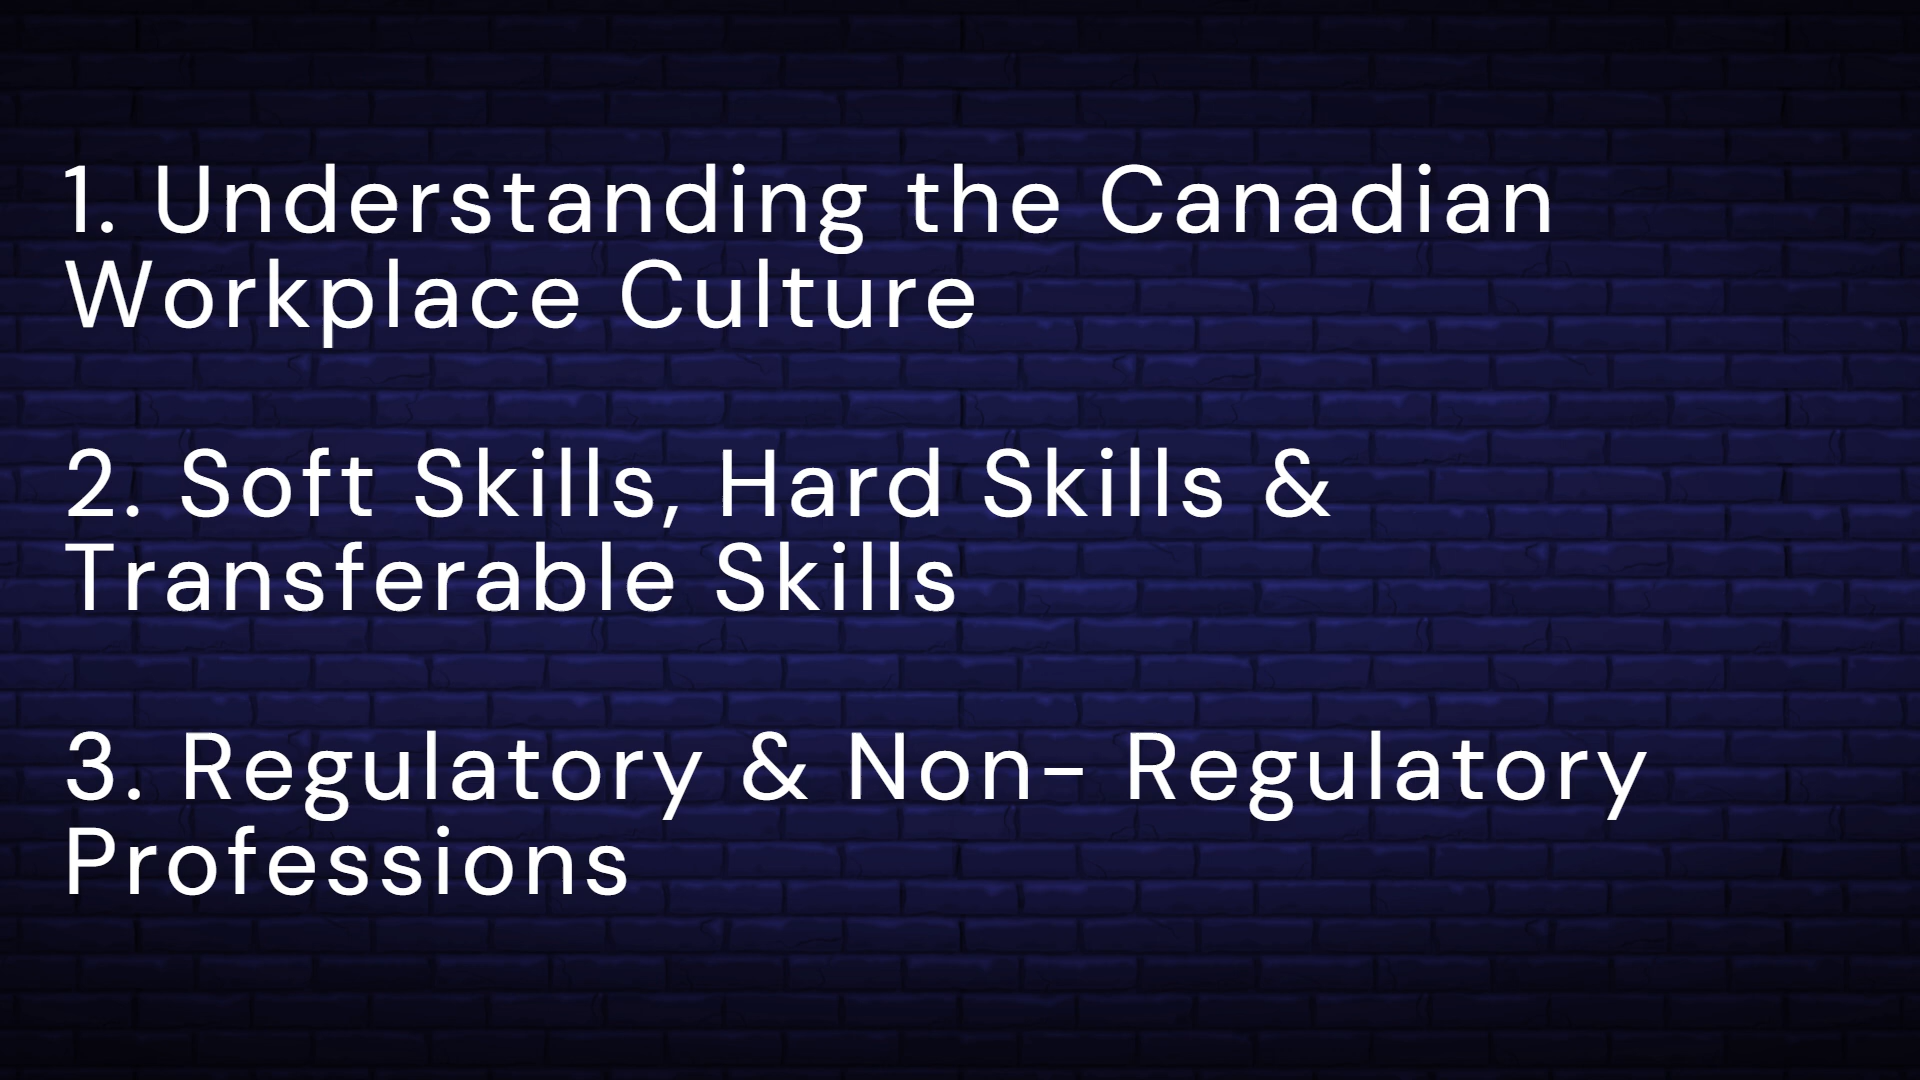 1. Understanding the Canadian
Workplace Culture
2. Soft Skills, Hard Skills &
Transferable Skills
3. Regulatory & Non- Regulatory
Professions